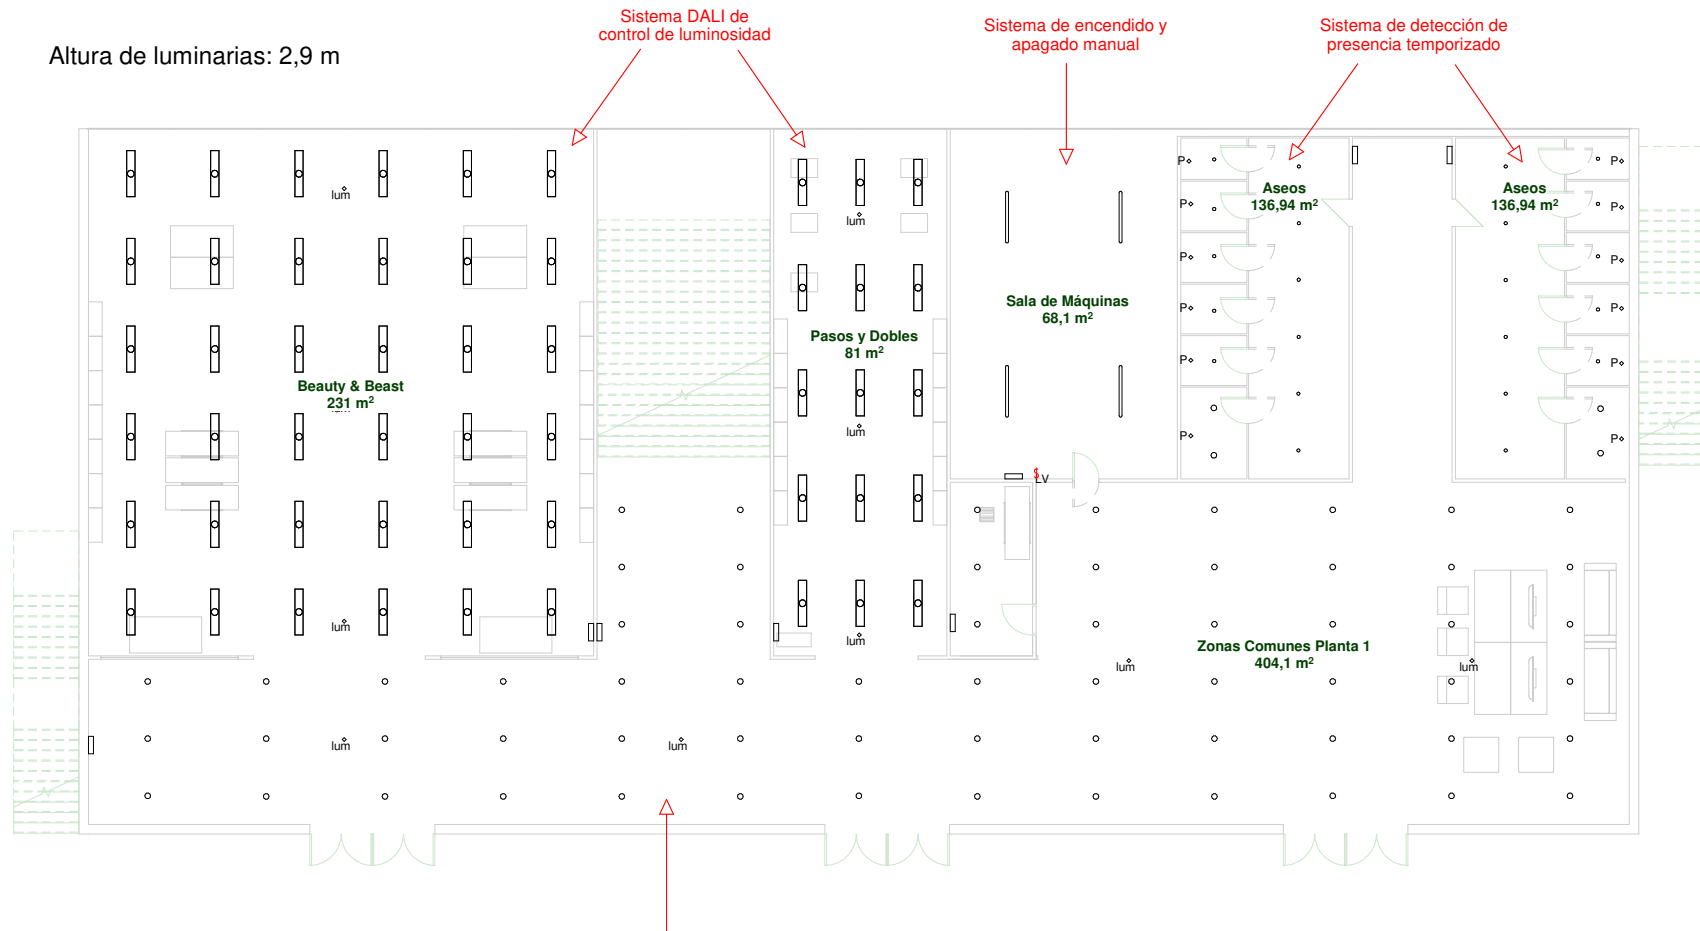 Sistema DALI de
control de luminosidad
Sistema de encendido y
apagado manual
Sistema de detección de
presencia temporizado
Altura de luminarias: 2,9 m
P
P
Aseos
136,94 m²
Aseos
136,94 m²
lum
P
P
lum
P
P
Sala de Máquinas
68,1 m²
P
P
Pasos y Dobles
81 m²
P
P
Beauty & Beast
231 m²
lum
P
P
$
LV
lum
lum
Zonas Comunes Planta 1
404,1 m²
lum
lum
lum
lum